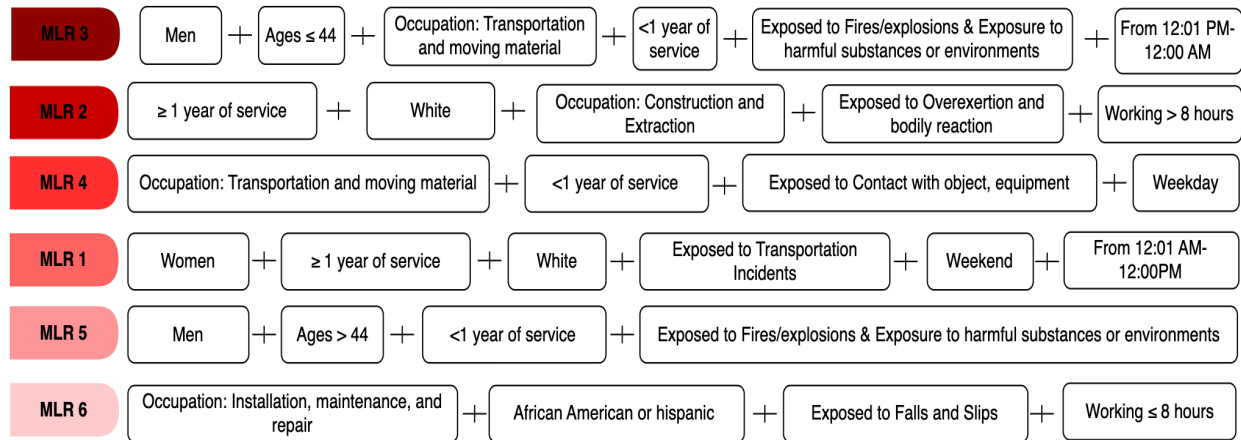 MLR 3
Men + Ages ≤ 44 + Occupation: Transportation and moving material + <1 year of service + Exposed to Fires/explosions & Exposure to harmful substances or environments + From 12:01 PM-12:00 AM
MLR 2
≥ 1 year of service + White + Occupation: Construction and Extraction + Exposed to Overexertion and bodily reaction + Working > 8 hours
MLR 4
Occupation: Transportation and moving material + <1 year of service + Exposed to Contact with object, equipment + Weekday
MLR 1
Women + ≥ 1 year of service + White + Exposed to Transportation Incidents + Weekend + From 12:01 AM-12:00PM
MLR 5
Men + Ages > 44 + <1 year of service + Exposed to Fires/explosions & Exposure to harmful substances or environments
MLR 6
Occupation: Installation, maintenance, and repair + African American or hispanic + Exposed to Falls and Slips + Working ≤ 8 hours